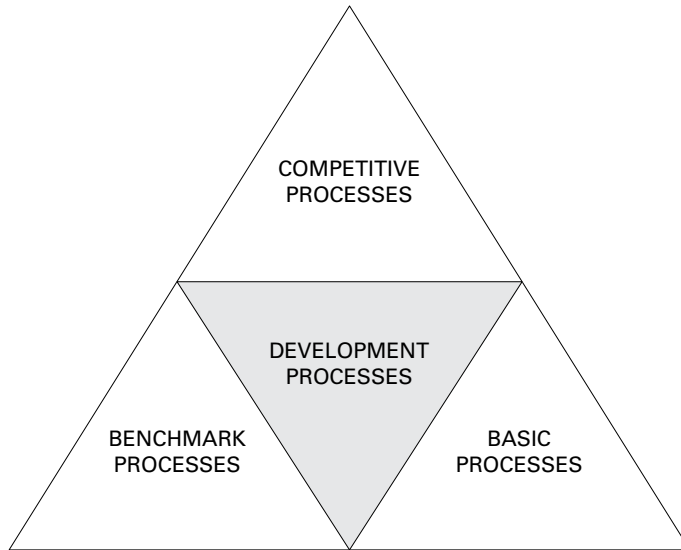 COMPETITIVE
PROCESSES
DEVELOPMENT
PROCESSES
BENCHMARK
PROCESSES
BASIC
PROCESSES